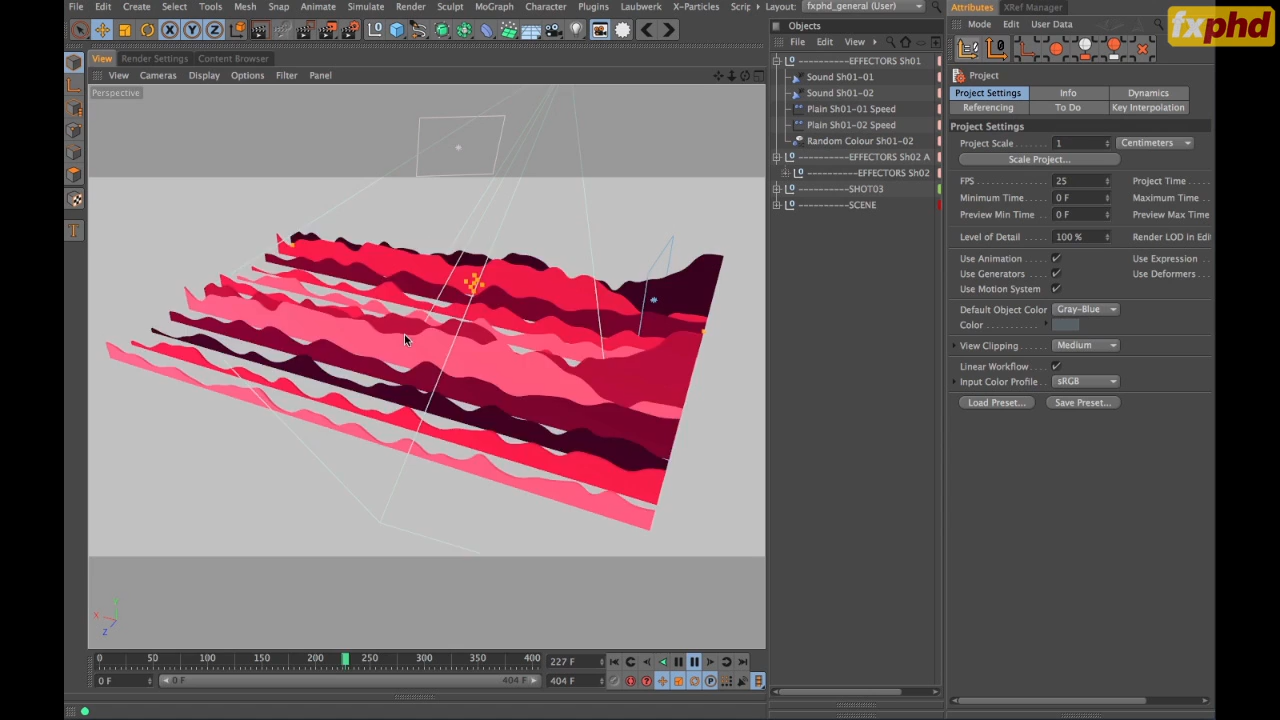 File Edit Create Select Tools Mesh Snap Animate Simulate Render Sculpt MoGraph Character Plugins Laubwerk X-Particles Scrip Layout: fxphd_general (User)
Attributes XRef Manager
fxphd
X Y Z
Objects
Mode Edit User Data
File Edit View
View Render Settings Content Browser
View Cameras Display Options Filter Panel
Perspective
----------EFFECTORS Sh01
Sound Sh01-01
Sound Sh01-02
Plain Sh01-01 Speed
Plain Sh01-02 Speed
Random Colour Sh01-02
----------EFFECTORS Sh02 A
----------EFFECTORS Sh02
----------SHOT03
----------SCENE
Project
Project Settings Info Dynamics
Referencing To Do Key Interpolation
Project Settings
Project Scale 1 Centimeters
Scale Project...
FPS 25 Project Time
Minimum Time 0 F Maximum Time
Preview Min Time 0 F Preview Max Time
Level of Detail 100 % Render LOD in Edi
Use Animation Use Expression
Use Generators Use Deformers
Use Motion System
Default Object Color Gray-Blue
Color
View Clipping Medium
Linear Workflow
Input Color Profile sRGB
Load Preset... Save Preset...
T
Y
X
Z
0 50 100 150 200 250 300 350 400 227 F
0 F 0 F 404 F 404 F